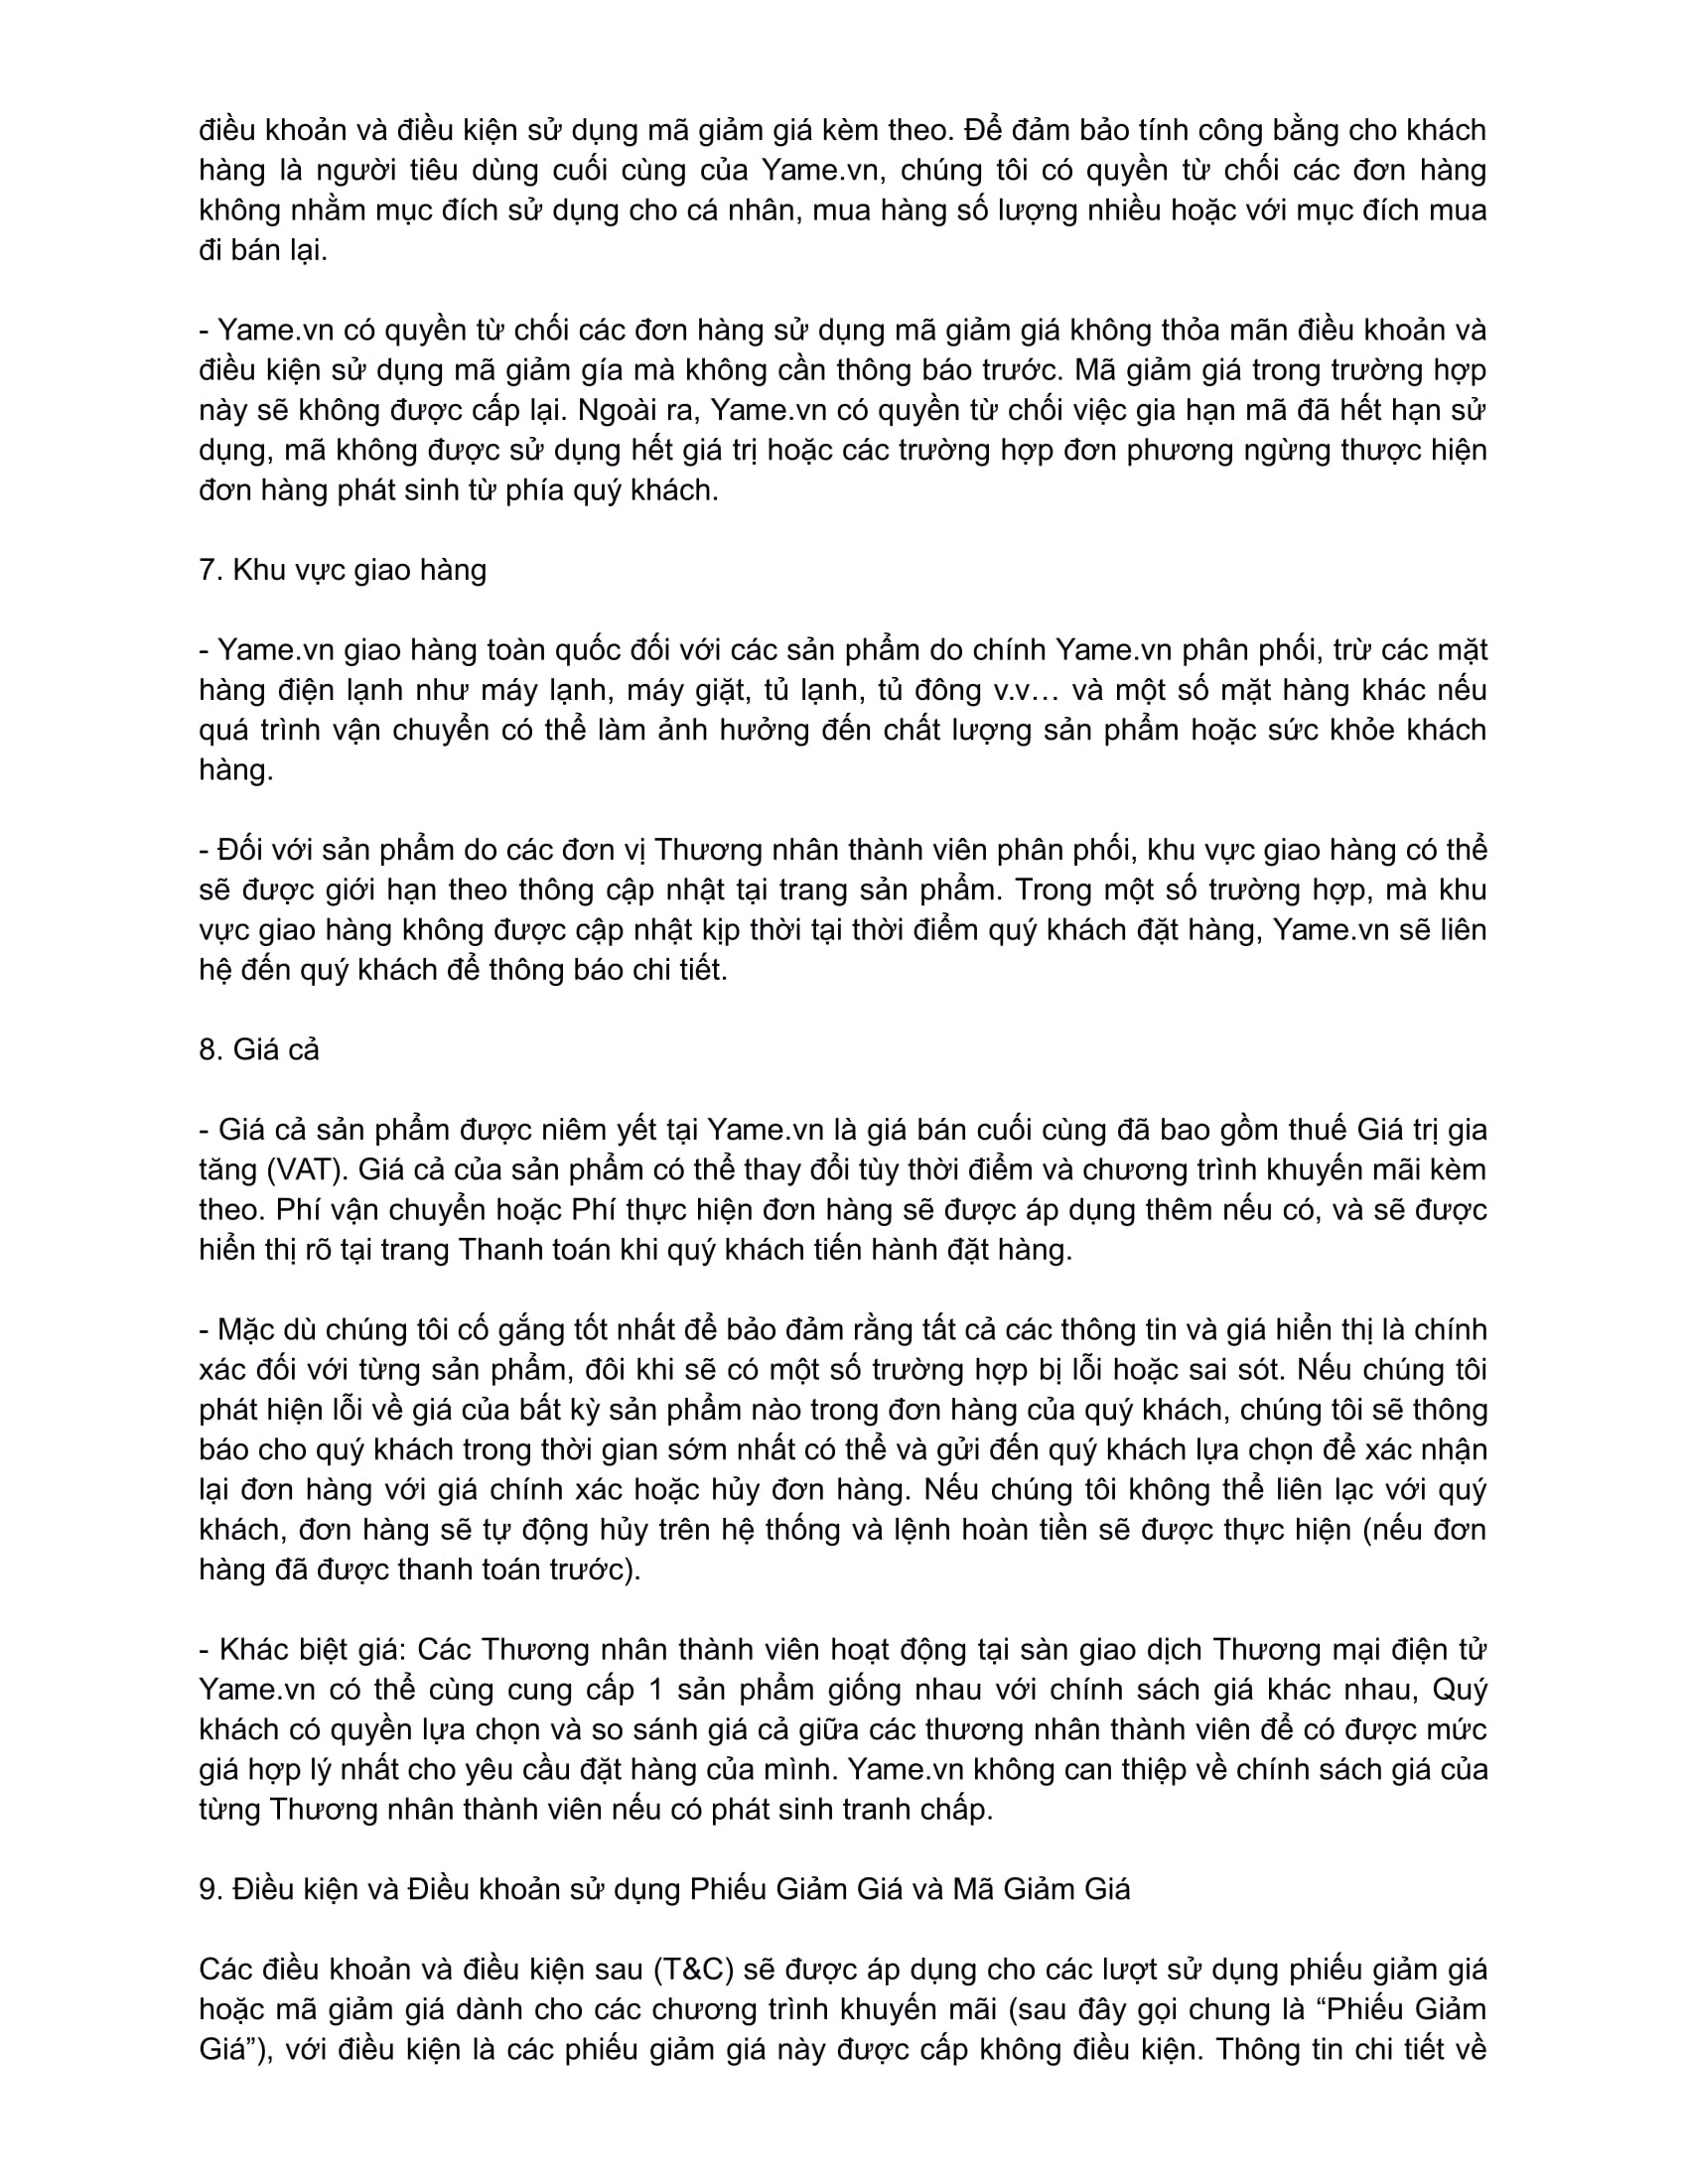 điều khoản và điều kiện sử dụng mã giảm giá kèm theo. Để đảm bảo tính công bằng cho khách
hàng là người tiêu dùng cuối cùng của Yame.vn, chúng tôi có quyền từ chối các đơn hàng
không nhằm mục đích sử dụng cho cá nhân, mua hàng số lượng nhiều hoặc với mục đích mua
đi bán lại.
- Yame.vn có quyền từ chối các đơn hàng sử dụng mã giảm giá không thỏa mãn điều khoản và
điều kiện sử dụng mã giảm gía mà không cần thông báo trước. Mã giảm giá trong trường hợp
này sẽ không được cấp lại. Ngoài ra, Yame.vn có quyền từ chối việc gia hạn mã đã hết hạn sử
dụng, mã không được sử dụng hết giá trị hoặc các trường hợp đơn phương ngừng thược hiện
đơn hàng phát sinh từ phía quý khách.
7. Khu vực giao hàng
- Yame.vn giao hàng toàn quốc đối với các sản phẩm do chính Yame.vn phân phối, trừ các mặt
hàng điện lạnh như máy lạnh, máy giặt, tủ lạnh, tủ đông v.v… và một số mặt hàng khác nếu
quá trình vận chuyển có thể làm ảnh hưởng đến chất lượng sản phẩm hoặc sức khỏe khách
hàng.
- Đối với sản phẩm do các đơn vị Thương nhân thành viên phân phối, khu vực giao hàng có thể
sẽ được giới hạn theo thông cập nhật tại trang sản phẩm. Trong một số trường hợp, mà khu
vực giao hàng không được cập nhật kịp thời tại thời điểm quý khách đặt hàng, Yame.vn sẽ liên
hệ đến quý khách để thông báo chi tiết.
8. Giá cả
- Giá cả sản phẩm được niêm yết tại Yame.vn là giá bán cuối cùng đã bao gồm thuế Giá trị gia
tăng (VAT). Giá cả của sản phẩm có thể thay đổi tùy thời điểm và chương trình khuyến mãi kèm
theo. Phí vận chuyển hoặc Phí thực hiện đơn hàng sẽ được áp dụng thêm nếu có, và sẽ được
hiển thị rõ tại trang Thanh toán khi quý khách tiến hành đặt hàng.
- Mặc dù chúng tôi cố gắng tốt nhất để bảo đảm rằng tất cả các thông tin và giá hiển thị là chính
xác đối với từng sản phẩm, đôi khi sẽ có một số trường hợp bị lỗi hoặc sai sót. Nếu chúng tôi
phát hiện lỗi về giá của bất kỳ sản phẩm nào trong đơn hàng của quý khách, chúng tôi sẽ thông
báo cho quý khách trong thời gian sớm nhất có thể và gửi đến quý khách lựa chọn để xác nhận
lại đơn hàng với giá chính xác hoặc hủy đơn hàng. Nếu chúng tôi không thể liên lạc với quý
khách, đơn hàng sẽ tự động hủy trên hệ thống và lệnh hoàn tiền sẽ được thực hiện (nếu đơn
hàng đã được thanh toán trước).
- Khác biệt giá: Các Thương nhân thành viên hoạt động tại sàn giao dịch Thương mại điện tử
Yame.vn có thể cùng cung cấp 1 sản phẩm giống nhau với chính sách giá khác nhau, Quý
khách có quyền lựa chọn và so sánh giá cả giữa các thương nhân thành viên để có được mức
giá hợp lý nhất cho yêu cầu đặt hàng của mình. Yame.vn không can thiệp về chính sách giá của
từng Thương nhân thành viên nếu có phát sinh tranh chấp.
9. Điều kiện và Điều khoản sử dụng Phiếu Giảm Giá và Mã Giảm Giá
Các điều khoản và điều kiện sau (T&C) sẽ được áp dụng cho các lượt sử dụng phiếu giảm giá
hoặc mã giảm giá dành cho các chương trình khuyến mãi (sau đây gọi chung là “Phiếu Giảm
Giá”), với điều kiện là các phiếu giảm giá này được cấp không điều kiện. Thông tin chi tiết về